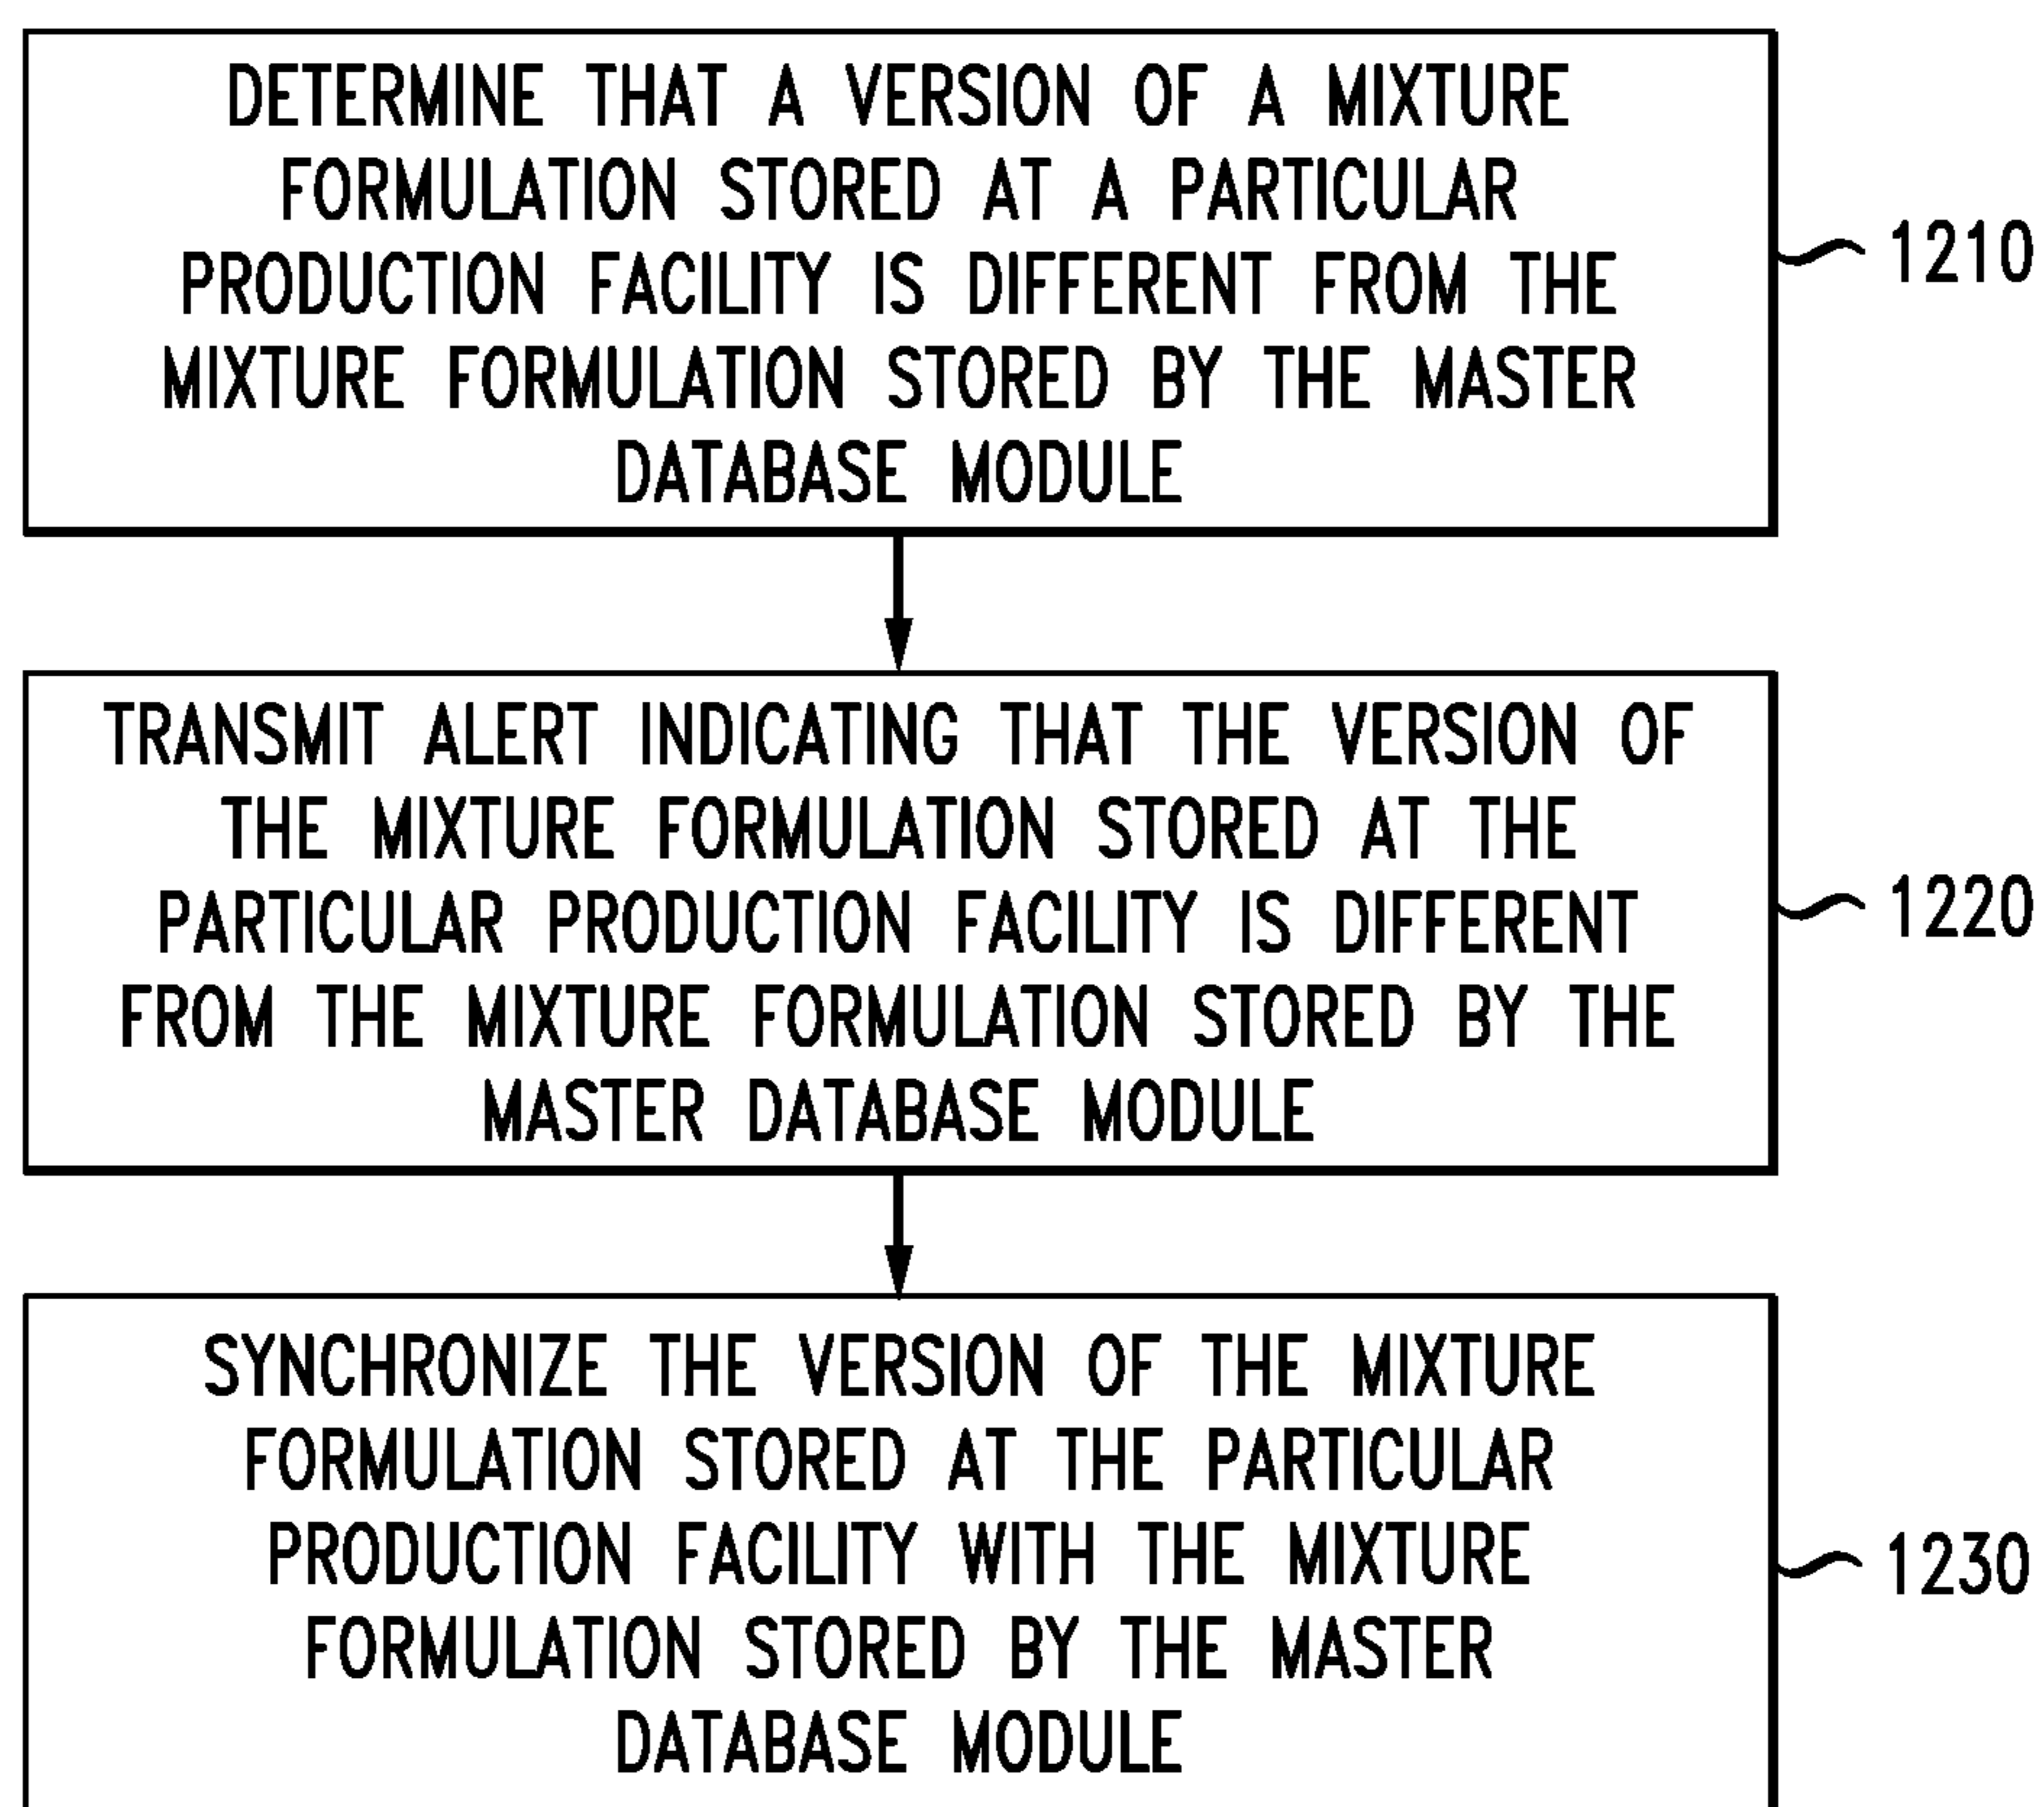 DETERMINE THAT A VERSION OF A MIXTURE
FORMULATION STORED AT A PARTICULAR
PRODUCTION FACILITY IS DIFFERENT FROM THE
MIXTURE FORMULATION STORED BY THE MASTER
DATABASE MODULE
1210
TRANSMIT ALERT INDICATING THAT THE VERSION OF
THE MIXTURE FORMULATION STORED AT THE
PARTICULAR PRODUCTION FACILITY IS DIFFERENT
FROM THE MIXTURE FORMULATION STORED BY THE
MASTER DATABASE MODULE
1220
SYNCHRONIZE THE VERSION OF THE MIXTURE
FORMULATION STORED AT THE PARTICULAR
PRODUCTION FACILITY WITH THE MIXTURE
FORMULATION STORED BY THE MASTER
DATABASE MODULE
1230